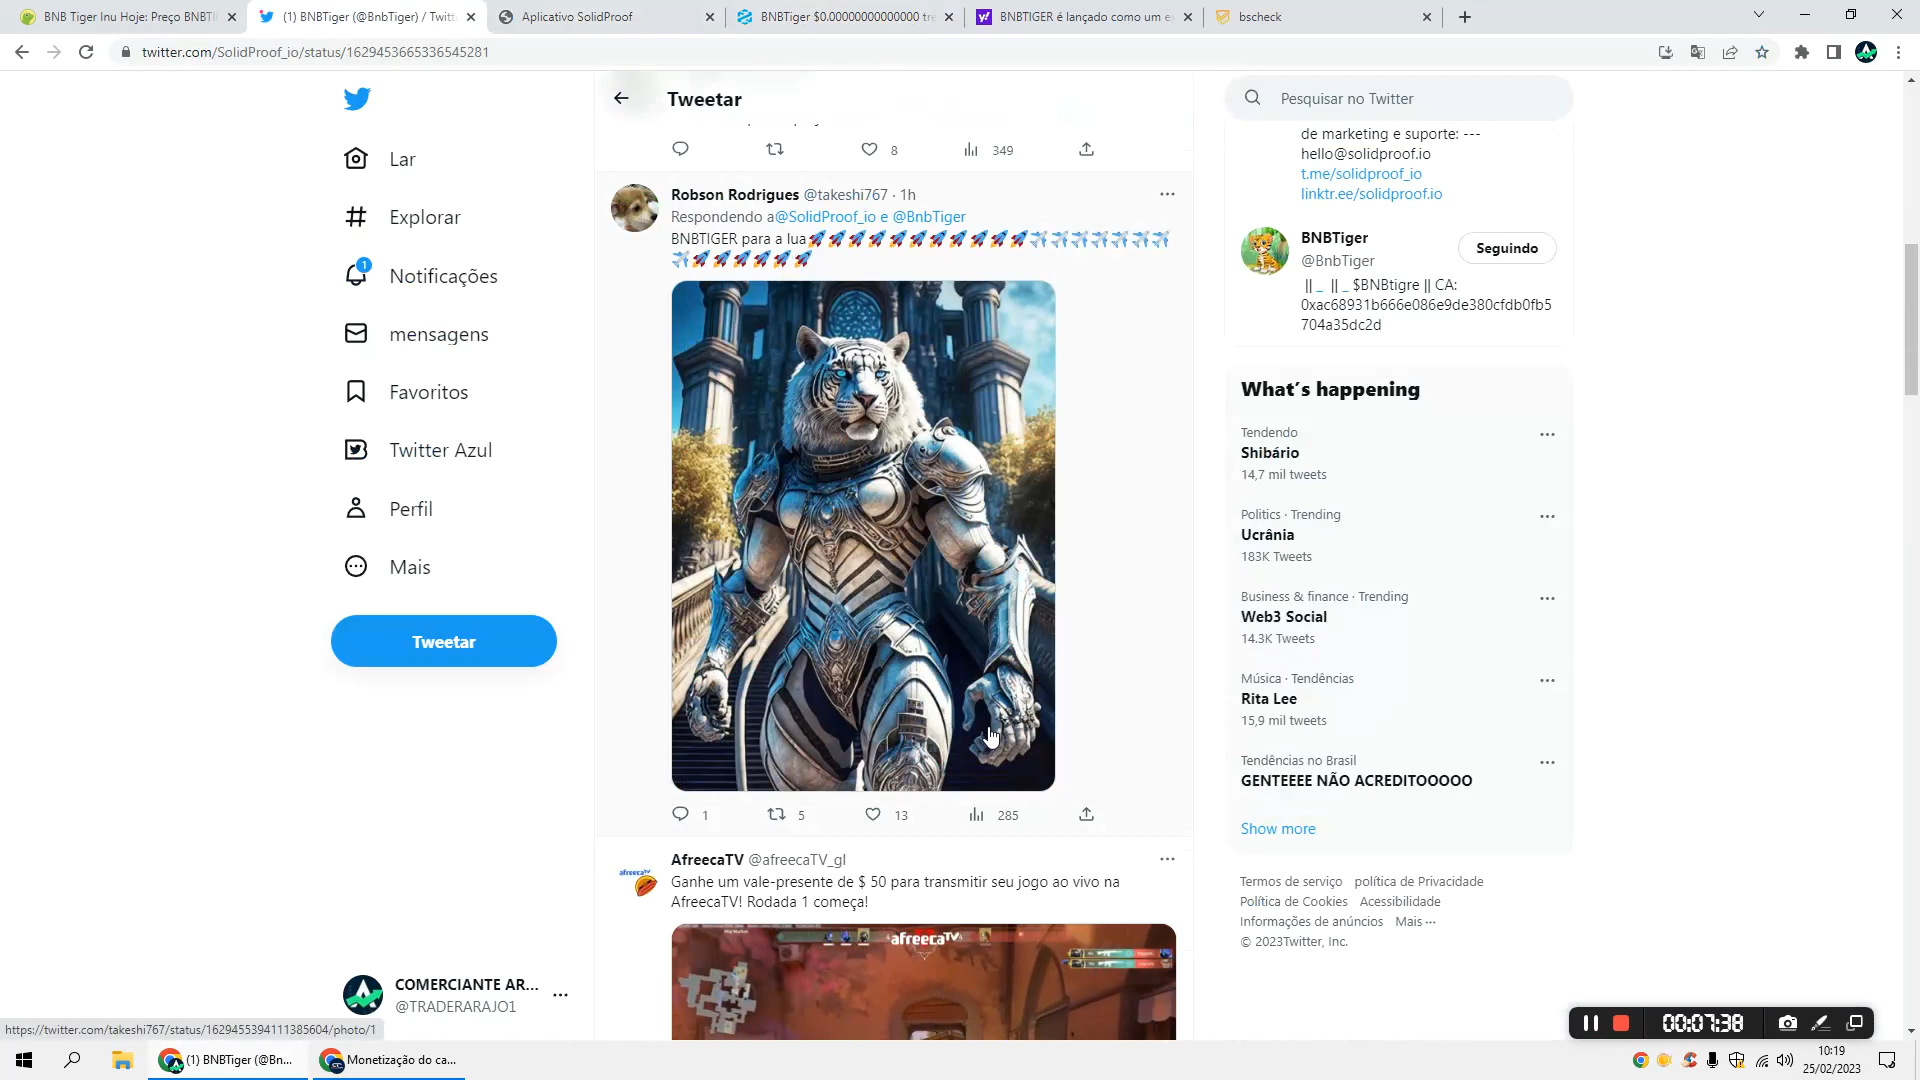 BNB Tiger Inu Hoje: Preço BNBTIC
(1) BNBTiger (@BnbTiger) / Twitt
Aplicativo SolidProof
BNBTiger $0.00000000000000 tre
BNBTIGER é lançado como um e
bscheck
twitter.com/SolidProof_io/status/1629453665336545281
Lar
Explorar
1
Notificações
mensagens
Favoritos
Twitter Azul
Perfil
Mais
Tweetar
COMERCIANTE AR...
@TRADERARAJO1
https://twitter.com/takeshi767/status/1629455394111385604/photo/1
Tweetar
8
349
Robson Rodrigues @takeshi767 · 1h
Respondendo a@SolidProof_io e @BnbTiger
BNBTIGER para a lua🚀🚀🚀🚀🚀🚀🚀🚀🚀🚀🚀✈️✈️✈️✈️✈️✈️✈️
✈️🚀🚀🚀🚀🚀🚀
1
5
13
285
AfreecaTV @afreecaTV_gl
Ganhe um vale-presente de $ 50 para transmitir seu jogo ao vivo na
AfreecaTV! Rodada 1 começa!
afreecaTV
afreecaTV
Pesquisar no Twitter
de marketing e suporte: ---
hello@solidproof.io
t.me/solidproof_io
linktr.ee/solidproof.io
BNBTiger
@BnbTiger
Seguindo
|| _ || _ $BNBtigre || CA:
0xac68931b666e086e9de380cfdb0fb5
704a35dc2d
What's happening
Tendendo
Shibário
14,7 mil tweets
Politics · Trending
Ucrânia
183K Tweets
Business & finance · Trending
Web3 Social
14.3K Tweets
Música · Tendências
Rita Lee
15,9 mil tweets
Tendências no Brasil
GENTEEEE NÃO ACREDITOOOOO
Show more
Termos de serviço política de Privacidade
Política de Cookies Acessibilidade
Informações de anúncios Mais ···
© 2023Twitter, Inc.
00:07:38
(1) BNBTiger (@Bn...
Monetização do ca...
10:19
25/02/2023